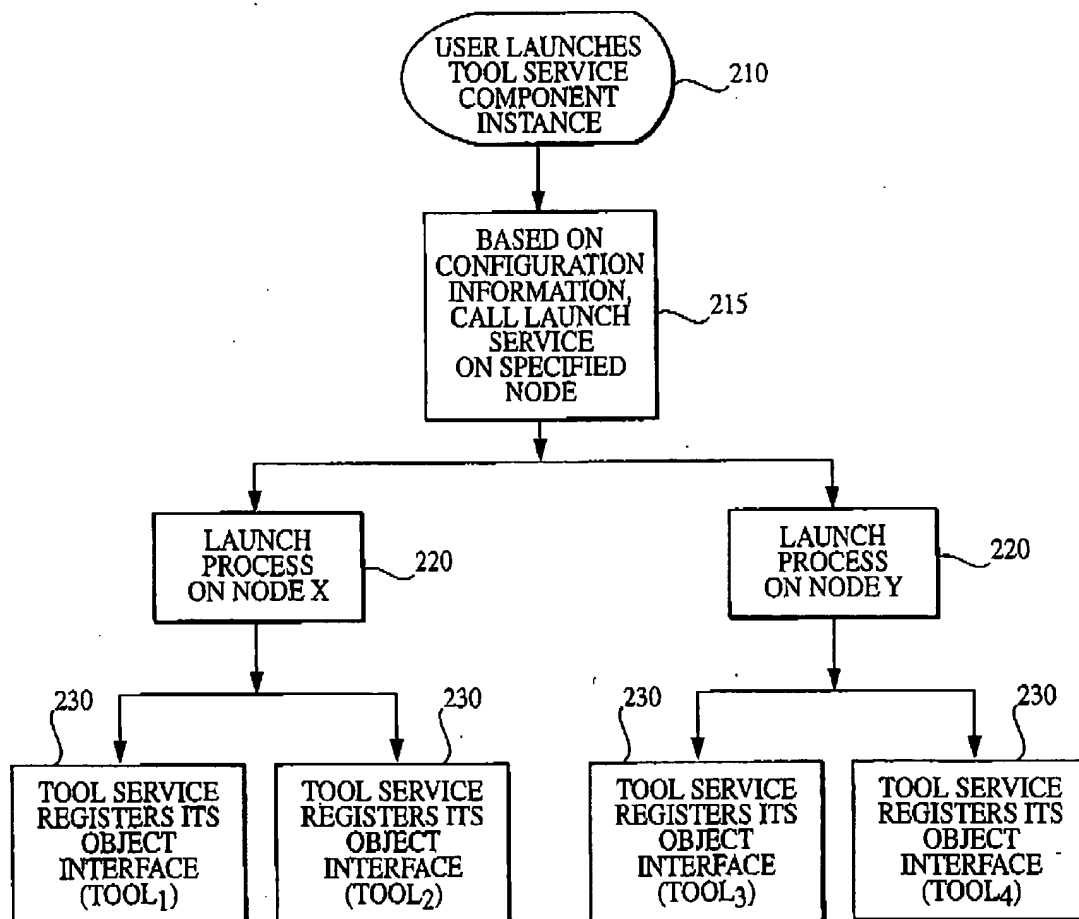 USER LAUNCHES
TOOL SERVICE
COMPONENT
INSTANCE
210
BASED ON
CONFIGURATION
INFORMATION,
CALL LAUNCH
SERVICE
ON SPECIFIED
NODE
215
LAUNCH
PROCESS
ON NODE X
220
LAUNCH
PROCESS
ON NODE Y
220
230
TOOL SERVICE
REGISTERS ITS
OBJECT
INTERFACE
(TOOL1)
230
TOOL SERVICE
REGISTERS ITS
OBJECT
INTERFACE
(TOOL2)
230
TOOL SERVICE
REGISTERS ITS
OBJECT
INTERFACE
(TOOL3)
230
TOOL SERVICE
REGISTERS ITS
OBJECT
INTERFACE
(TOOL4)